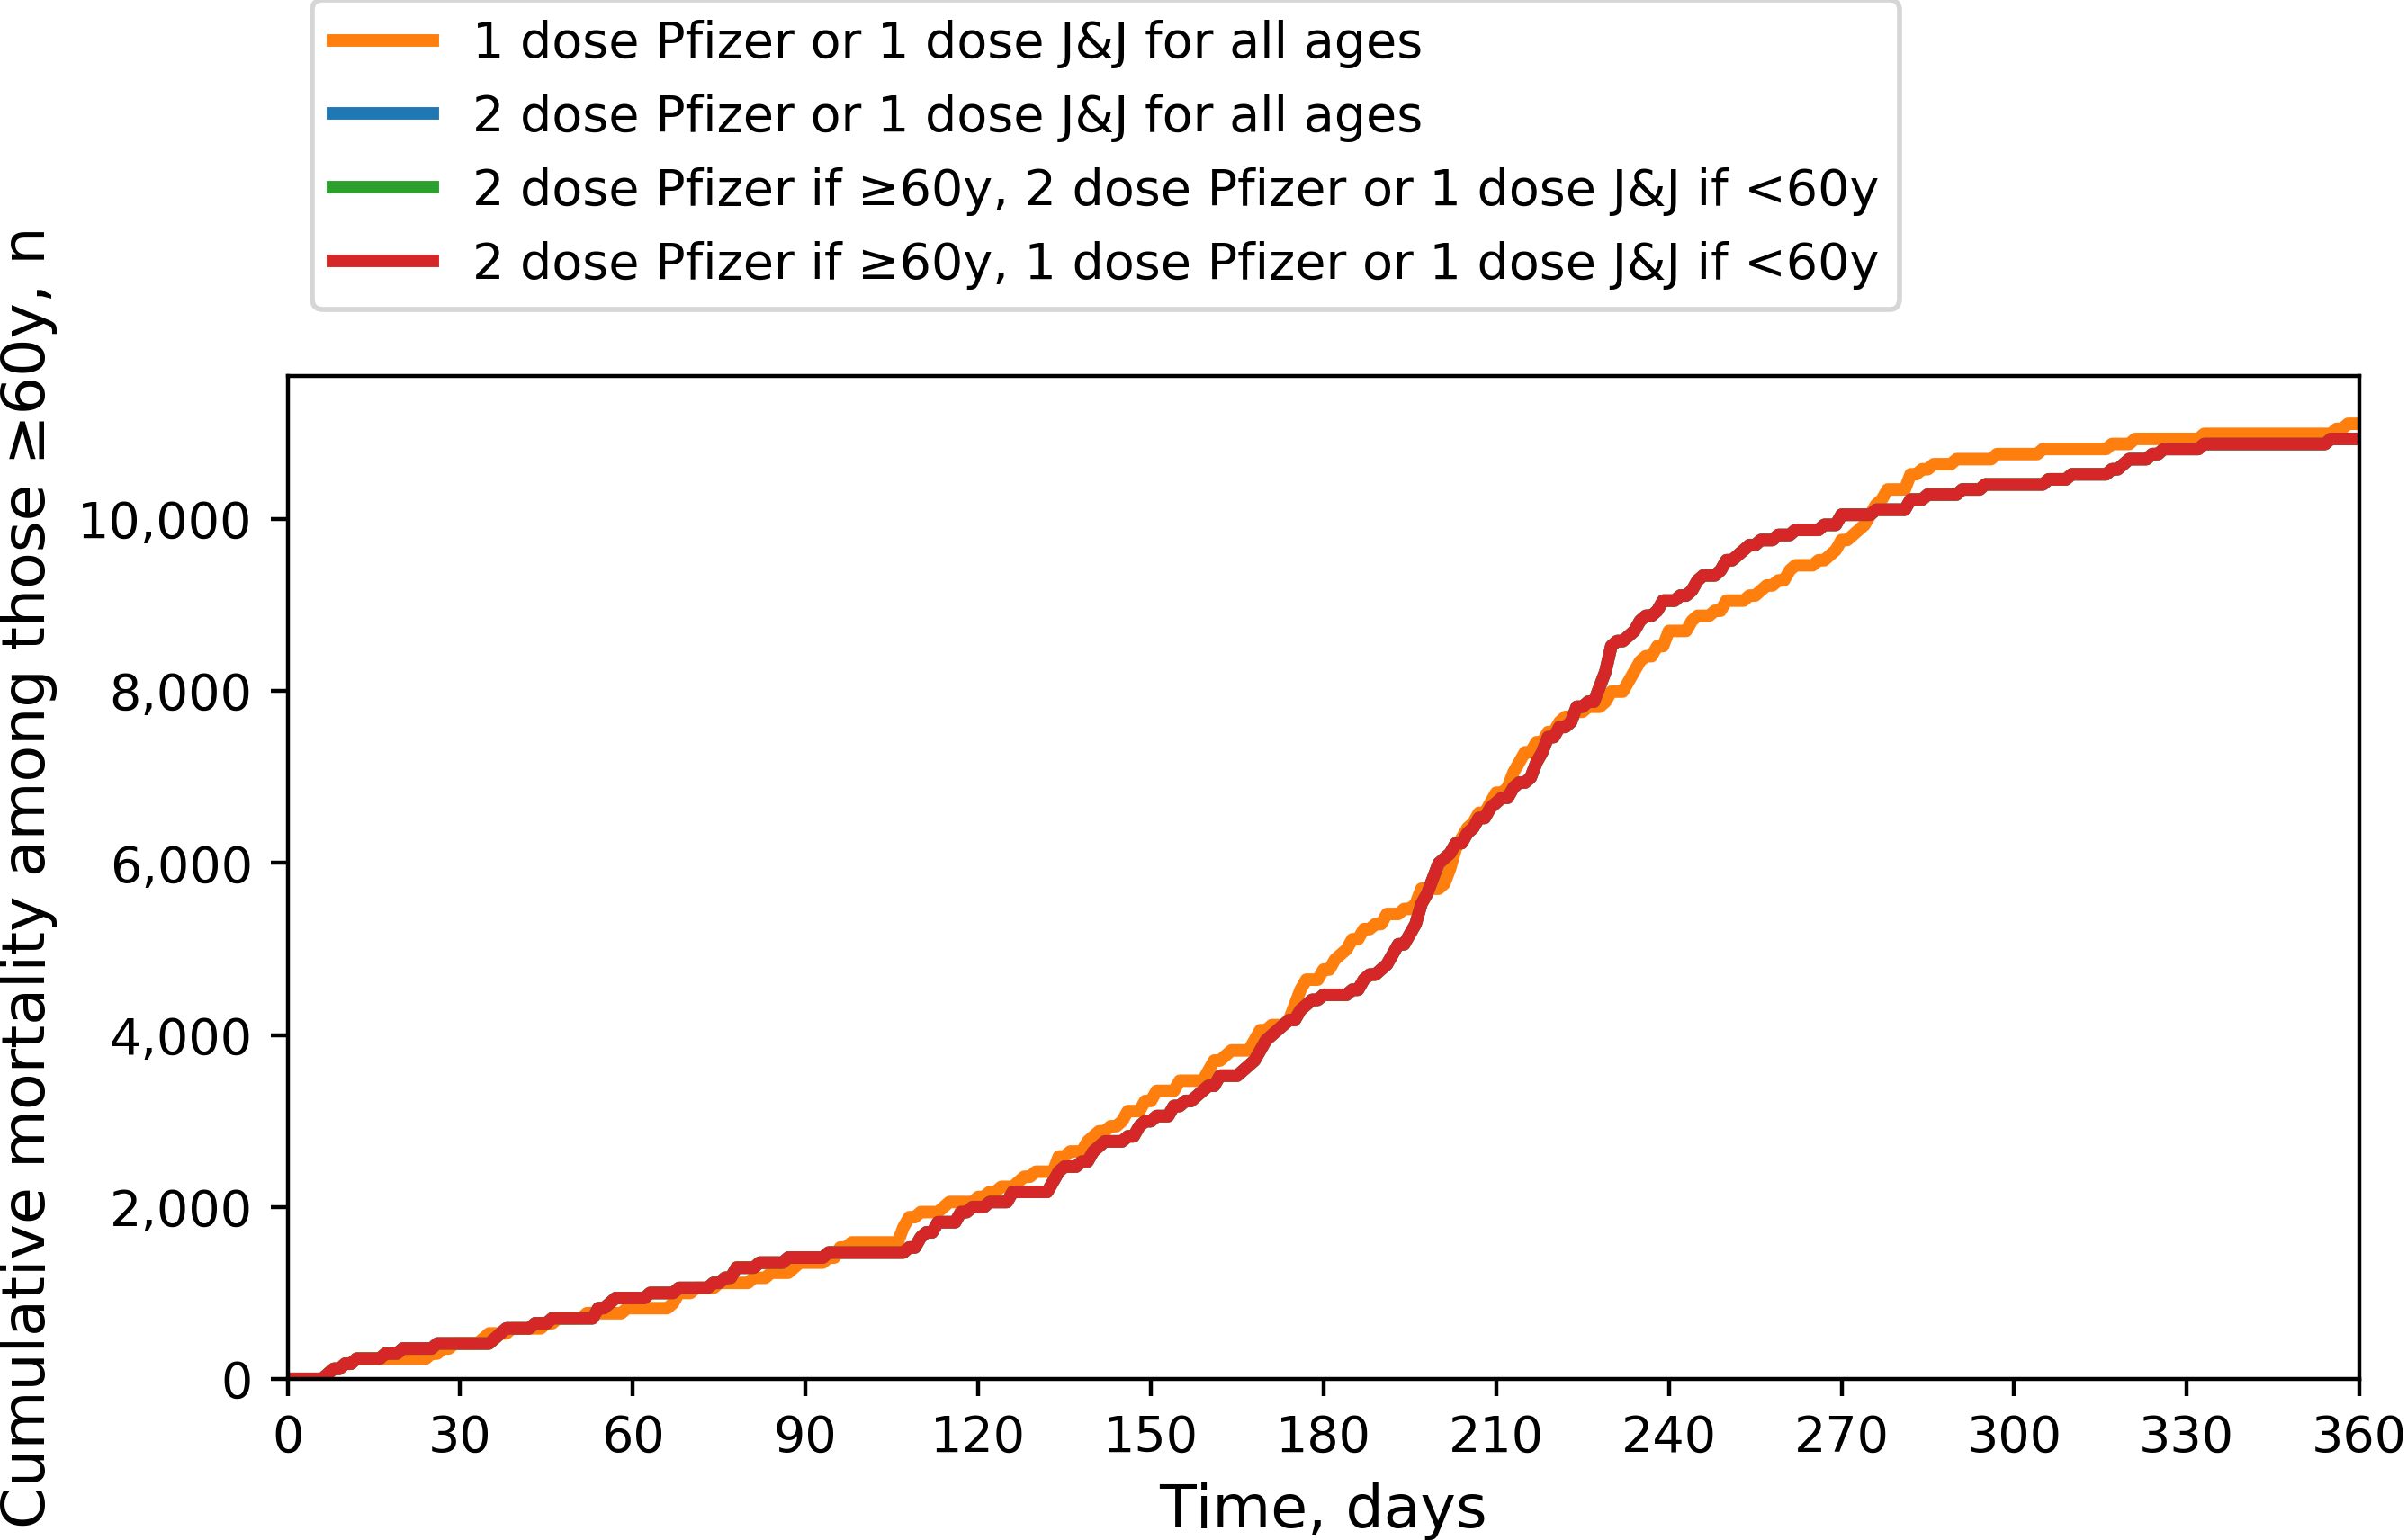 1 dose Pfizer or 1 dose J&J for all ages
2 dose Pfizer or 1 dose J&J for all ages
2 dose Pfizer if ≥60y, 2 dose Pfizer or 1 dose J&J if <60y
2 dose Pfizer if ≥60y, 1 dose Pfizer or 1 dose J&J if <60y
Cumulative mortality among those ≥60y, n
10,000
8,000
6,000
4,000
2,000
0
0 30 60 90 120 150 180 210 240 270 300 330 360
Time, days